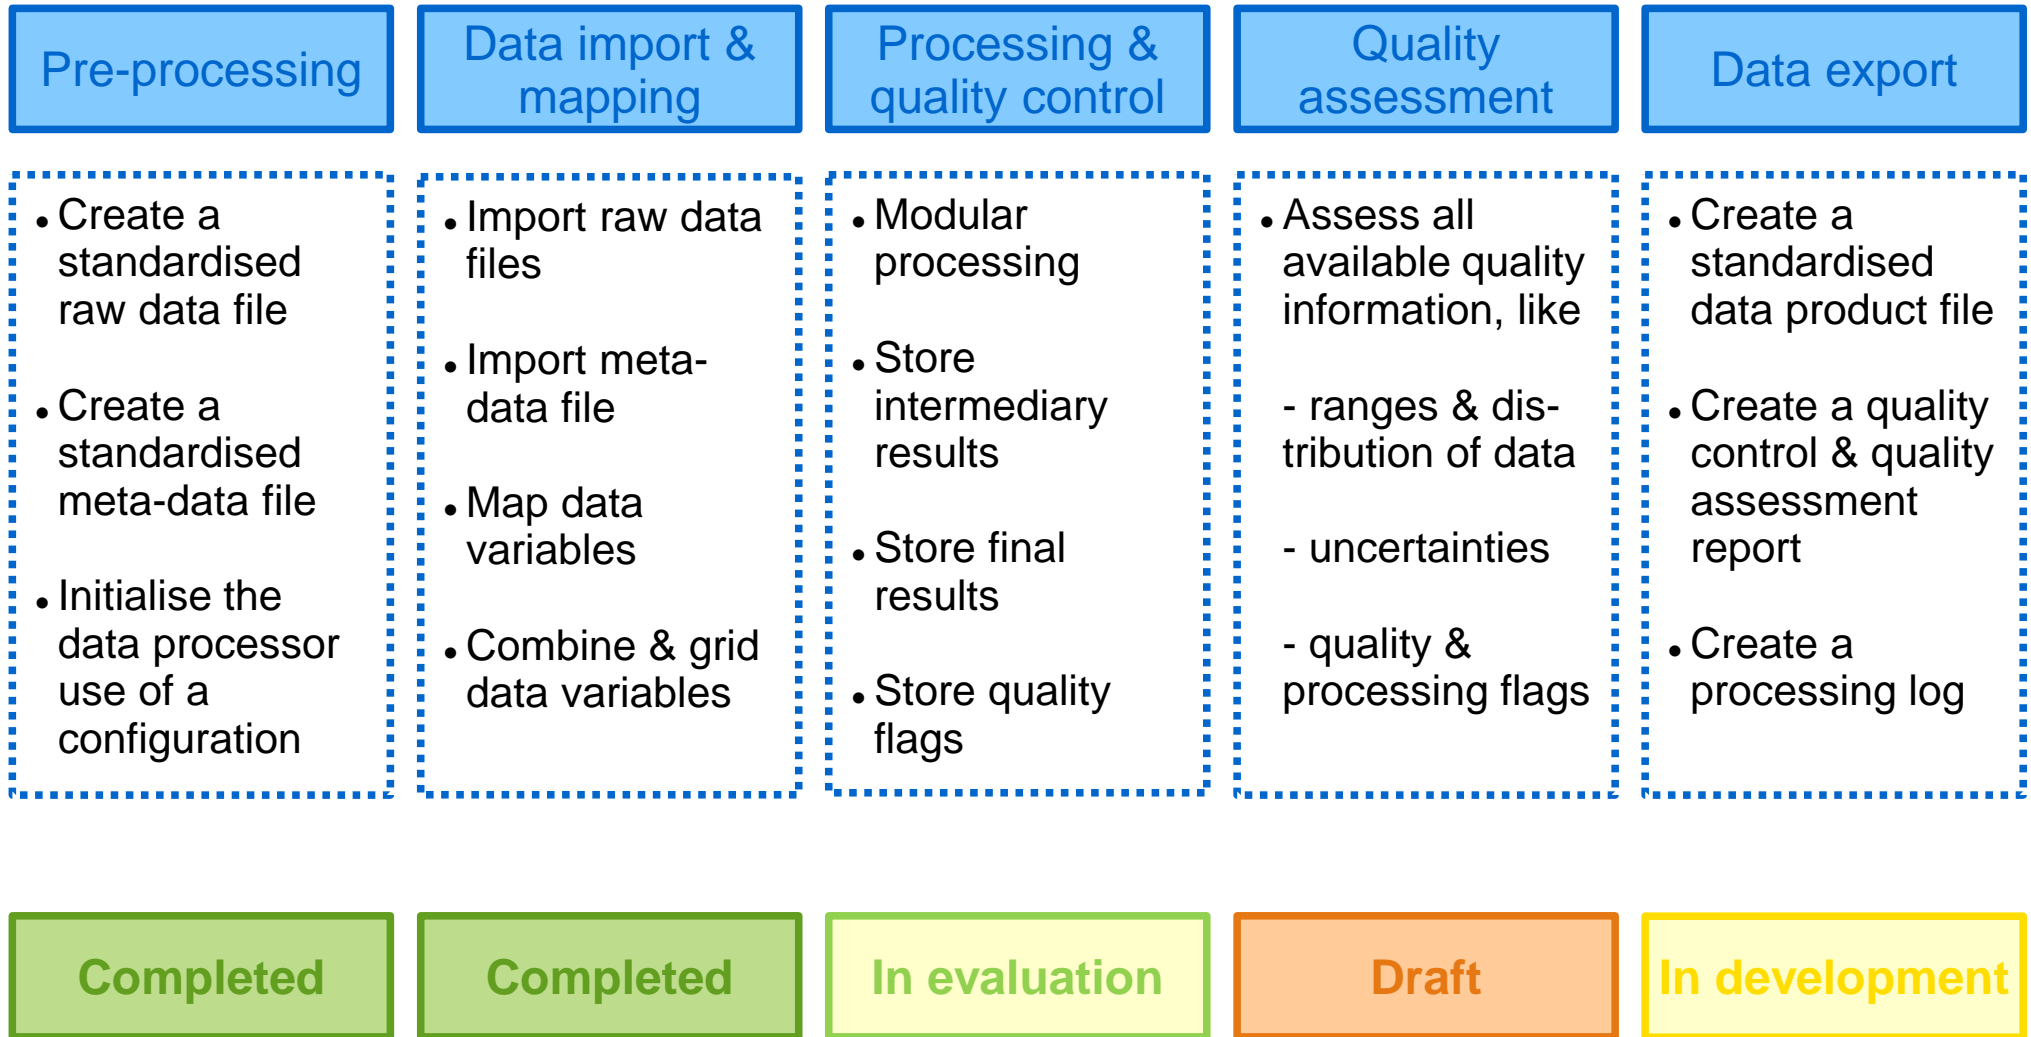 Pre-processing
Data import &
mapping
Processing &
quality control
Quality
assessment
Data export
• Create a
standardised
raw data file
• Create a
standardised
meta-data file
• Initialise the
data processor
use of a
configuration
• Import raw data
files
• Import meta-
data file
• Map data
variables
• Combine & grid
data variables
• Modular
processing
• Store
intermediary
results
• Store final
results
• Store quality
flags
• Assess all
available quality
information, like
- ranges & dis-
tribution of data
- uncertainties
- quality &
processing flags
• Create a
standardised
data product file
• Create a quality
control & quality
assessment
report
• Create a
processing log
Completed
Completed
In evaluation
Draft
In development